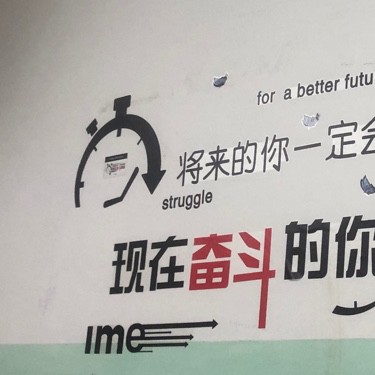 for a better futu
将来的你一定会
struggle
现在奋斗的你
ime